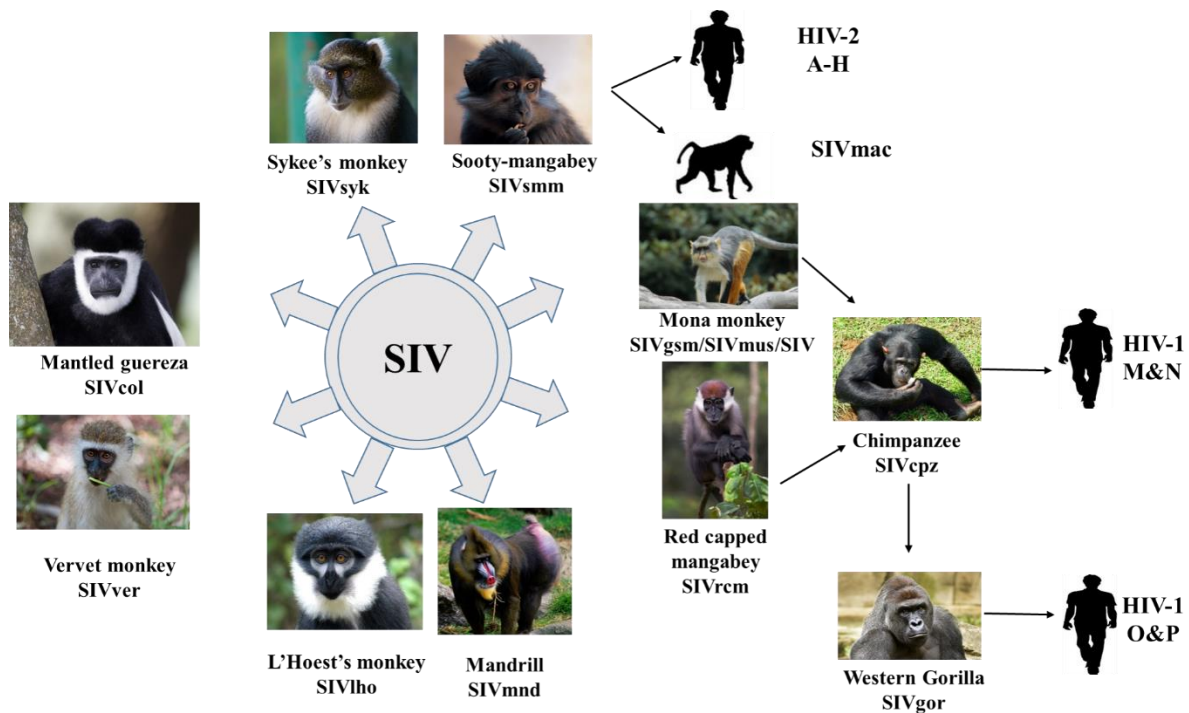 HIV-2
A-H
Sykee’s monkey
SIVsyk
Sooty-mangabey
SIVsmm
SIVmac
Mantled guereza
SIVcol
SIV
Mona monkey
SIVgsm/SIVmus/SIV
HIV-1
M&N
Chimpanzee
SIVcpz
Vervet monkey
SIVver
Red capped
mangabey
SIVrcm
L’Hoest’s monkey
SIVlho
Mandrill
SIVmnd
HIV-1
O&P
Western Gorilla
SIVgor